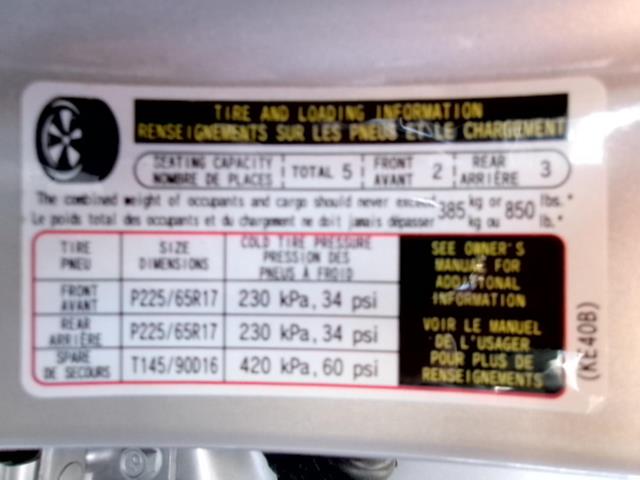 TIRE AND LOADING INFORMATION
RENSEIGNEMENTS SUR LES PNEUS ET LE CHARGEMENT
SEATING CAPACITY
NOMBRE DE PLACES
TOTAL 5
FRONT
AVANT
2
REAR
ARRIÈRE
3
The combined weight of occupants and cargo should never exceed 385 kg or 850 lbs.*
Le poids total des occupants et du chargement ne doit jamais dépasser kg ou lb.*
TIRE
PNEU
SIZE
DIMENSIONS
COLD TIRE PRESSURE
PRESSION DES
PNEUS À FROID
FRONT
AVANT
P225/65R17
230 kPa, 34 psi
REAR
ARRIÈRE
P225/65R17
230 kPa, 34 psi
SPARE
DE SECOURS
T145/90D16
420 kPa, 60 psi
SEE OWNER'S
MANUAL FOR
ADDITIONAL
INFORMATION
VOIR LE MANUEL
DE L'USAGER
POUR PLUS DE
RENSEIGNEMENTS
(KE40B)